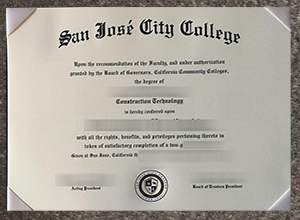 San José City College
Upon the recommendation of the Faculty, and under authorization
granted by the Board of Governors, California Community Colleges,
the degree of
Construction Technology
is hereby conferred upon
with all the rights, benefits, and privileges pertaining thereto in
token of satisfactory completion of a two-y
Given at San Jose, California th
Acting President
Board of Trustees President